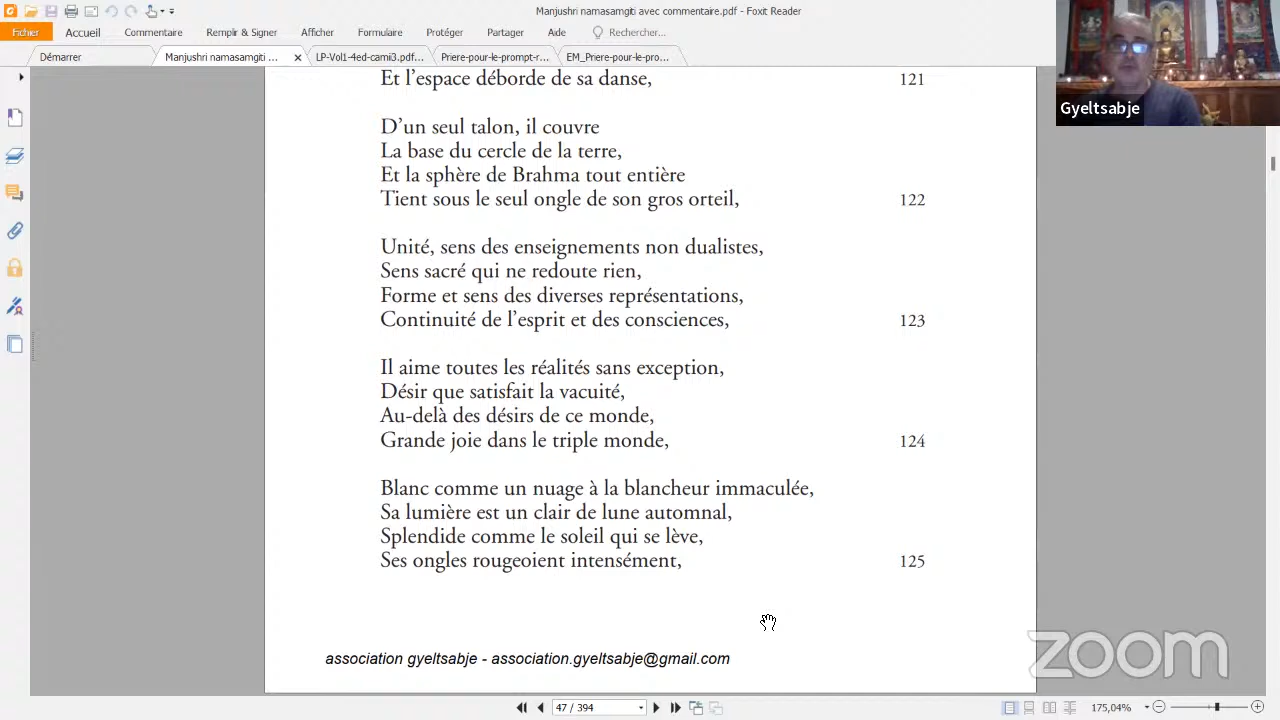 Manjushri namasamgiti avec commentaire.pdf - Foxit Reader
Fichier Accueil Commentaire Remplir & Signer Afficher Formulaire Protéger Partager Aide Recherche...
Démarrer Manjushri namasamgiti ... LP-Vol1-4ed-cami3.pdf... Priere-pour-le-prompt-r... EM_Priere-pour-le-pro...
Gyeltsabje
Et l’espace déborde de sa danse, 121
D’un seul talon, il couvre
La base du cercle de la terre,
Et la sphère de Brahma tout entière
Tient sous le seul ongle de son gros orteil, 122
Unité, sens des enseignements non dualistes,
Sens sacré qui ne redoute rien,
Forme et sens des diverses représentations,
Continuité de l’esprit et des consciences, 123
Il aime toutes les réalités sans exception,
Désir que satisfait la vacuité,
Au-delà des désirs de ce monde,
Grande joie dans le triple monde, 124
Blanc comme un nuage à la blancheur immaculée,
Sa lumière est un clair de lune automnal,
Splendide comme le soleil qui se lève,
Ses ongles rougeoient intensément, 125
association gyeltsabje - association.gyeltsabje@gmail.com
zoom
47 / 394 175,04%